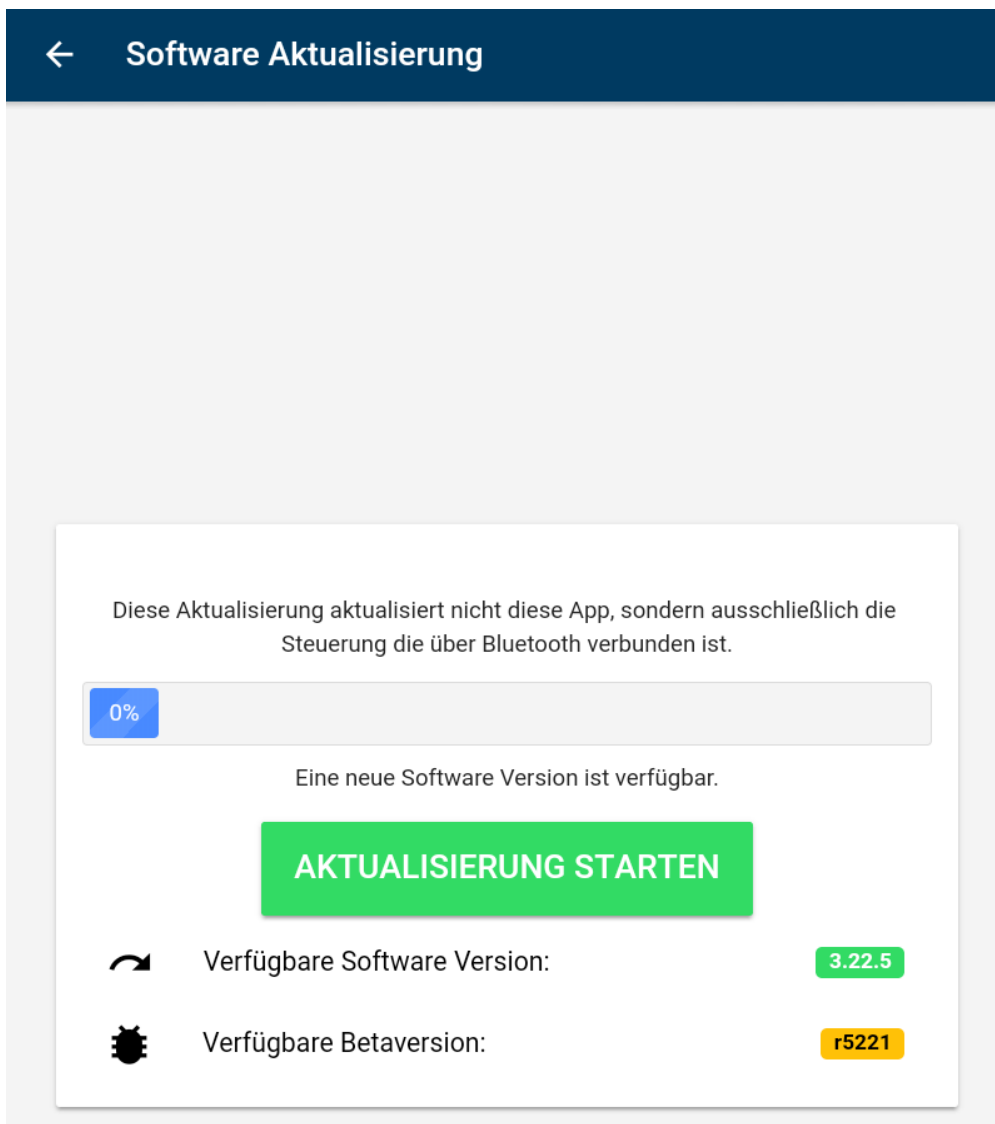 Software Aktualisierung
Diese Aktualisierung aktualisiert nicht diese App, sondern ausschließlich die
Steuerung die über Bluetooth verbunden ist.
0%
Eine neue Software Version ist verfügbar.
AKTUALISIERUNG STARTEN
Verfügbare Software Version: 3.22.5
Verfügbare Betaversion: r5221